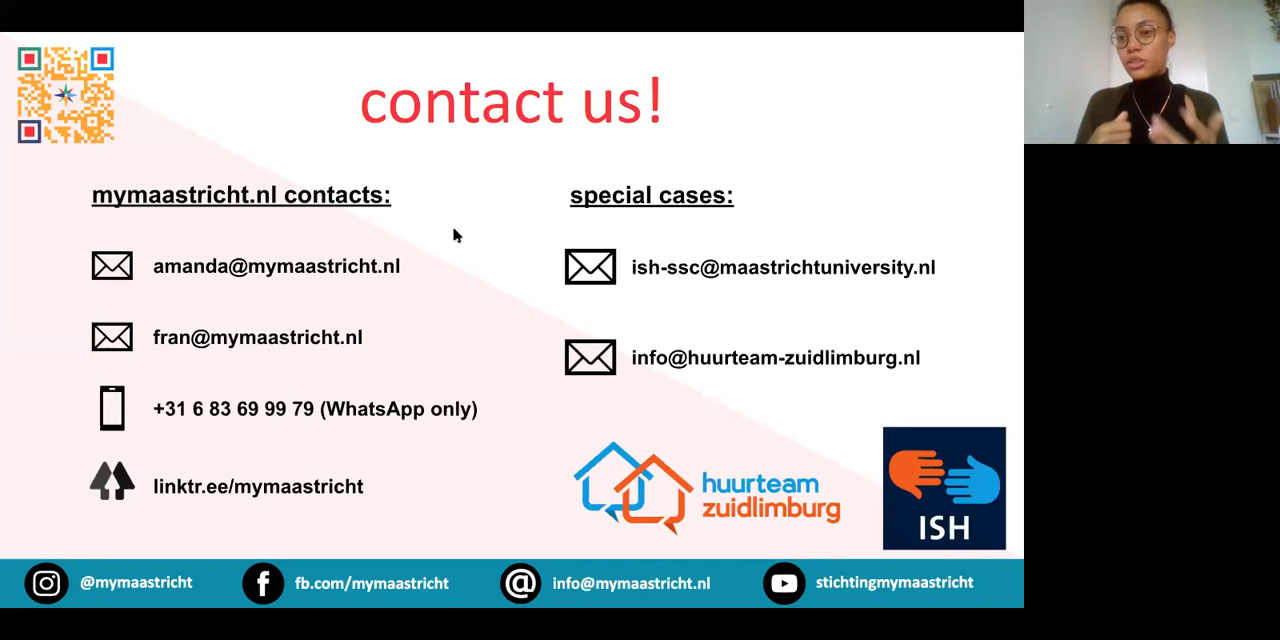 contact us!
mymaastricht.nl contacts:
amanda@mymaastricht.nl
fran@mymaastricht.nl
+31 6 83 69 99 79 (WhatsApp only)
linktr.ee/mymaastricht
special cases:
ish-ssc@maastrichtuniversity.nl
info@huurteam-zuidlimburg.nl
huurteam
zuidlimburg
ISH
@mymaastricht
fb.com/mymaastricht
info@mymaastricht.nl
stichtingmymaastricht